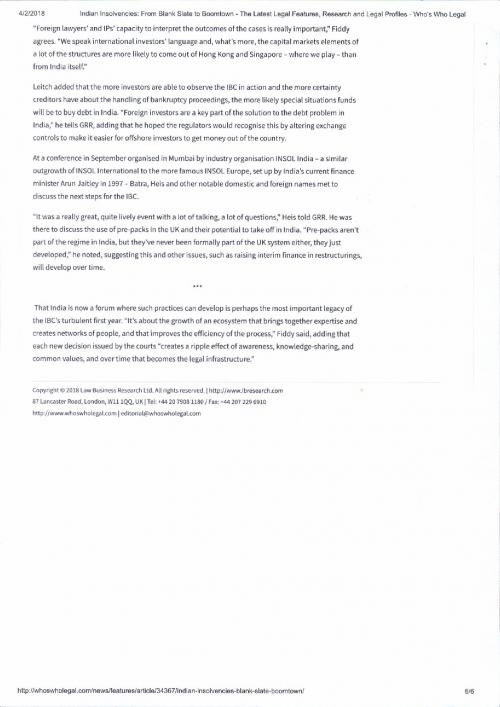 4/2/2018 Indian Insolvencies: From Blank Slate to Boomtown - The Latest Legal Features, Research and Legal Profiles - Who's Who Legal
"Foreign lawyers' and IPs' capacity to interpret the outcomes of the cases is really important," Fiddy
agrees. "We speak international investors' language and, what's more, the capital markets elements of
a lot of the structures are more likely to come out of Hong Kong and Singapore – where we play – than
from India itself."
Leitch added that the more investors are able to observe the IBC in action and the more certainty
creditors have about the handling of bankruptcy proceedings, the more likely special situations funds
will be to buy debt in India. "Foreign investors are a key part of the solution to the debt problem in
India," he tells GRR, adding that he hoped the regulators would recognise this by altering exchange
controls to make it easier for offshore investors to get money out of the country.
At a conference in September organised in Mumbai by industry organisation INSOL India – a similar
outgrowth of INSOL International to the more famous INSOL Europe, set up by India's current finance
minister Arun Jaitley in 1997 – Batra, Heis and other notable domestic and foreign names met to
discuss the next steps for the IBC.
"It was a really great, quite lively event with a lot of talking, a lot of questions," Heis told GRR. He was
there to discuss the use of pre-packs in the UK and their potential to take off in India. "Pre-packs aren't
part of the regime in India, but they've never been formally part of the UK system either, they just
developed," he noted, suggesting this and other issues, such as raising interim finance in restructurings,
will develop over time.
***
That India is now a forum where such practices can develop is perhaps the most important legacy of
the IBC's turbulent first year. "It's about the growth of an ecosystem that brings together expertise and
creates networks of people, and that improves the efficiency of the process," Fiddy said, adding that
each new decision issued by the courts "creates a ripple effect of awareness, knowledge-sharing, and
common values, and over time that becomes the legal infrastructure."
Copyright © 2018 Law Business Research Ltd. All rights reserved. | http://www.lbresearch.com
87 Lancaster Road, London, W11 1QQ, UK | Tel: +44 20 7908 1180 / Fax: +44 207 229 6910
http://www.whoswholegal.com | editorial@whoswholegal.com
http://whoswholegal.com/news/features/article/34367/indian-insolvencies-blank-slate-boomtown/ 6/6